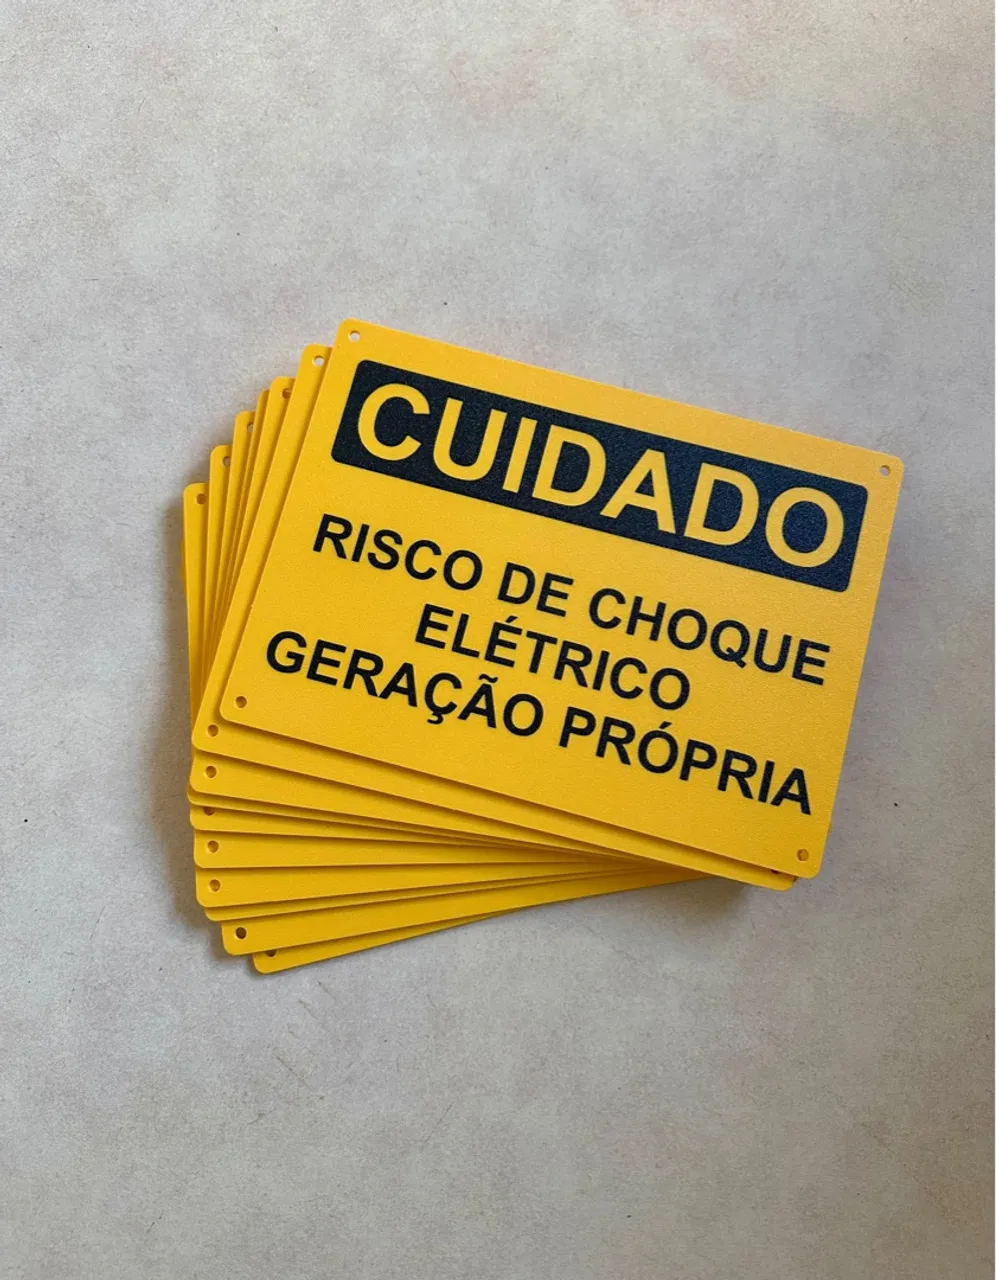 CUIDADO
RISCO DE CHOQUE
ELÉTRICO
GERAÇÃO PRÓPRIA